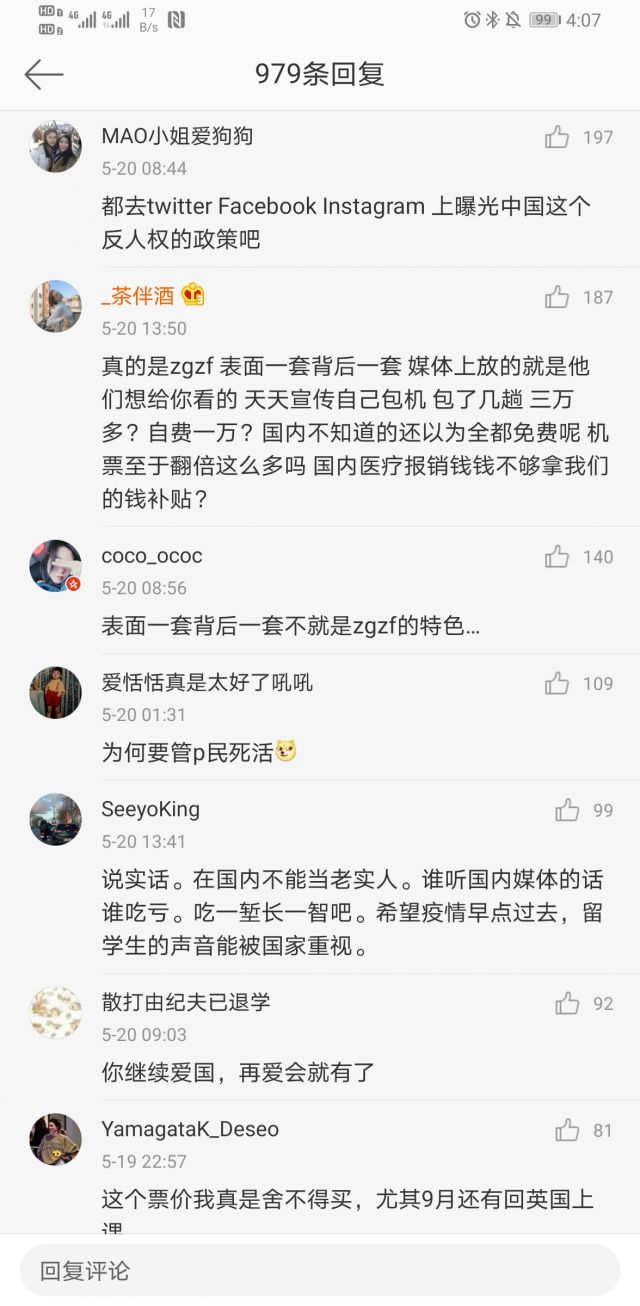 HD 2 4G 4G 17 99 4:07
HD 2 B/s
979条回复
MAO小姐爱狗狗 197
5-20 08:44
都去twitter Facebook Instagram 上曝光中国这个
反人权的政策吧
_茶伴酒 187
5-20 13:50
真的是zgzf 表面一套背后一套 媒体上放的就是他
们想给你看的 天天宣传自己包机 包了几趟 三万
多？自费一万？国内不知道的还以为全都免费呢 机
票至于翻倍这么多吗 国内医疗报销钱钱不够拿我们
的钱补贴？
coco_ococ 140
5-20 08:56
表面一套背后一套不就是zgzf的特色...
爱恬恬真是太好了吼吼 109
5-20 01:31
为何要管p民死活
SeeyoKing 99
5-20 13:41
说实话。在国内不能当老实人。谁听国内媒体的话
谁吃亏。吃一堑长一智吧。希望疫情早点过去，留
学生的声音能被国家重视。
散打由纪夫已退学 92
5-20 09:03
你继续爱国，再爱会就有了
YamagataK_Deseo 81
5-19 22:57
这个票价我真是舍不得买，尤其9月还有回英国上
课
回复评论